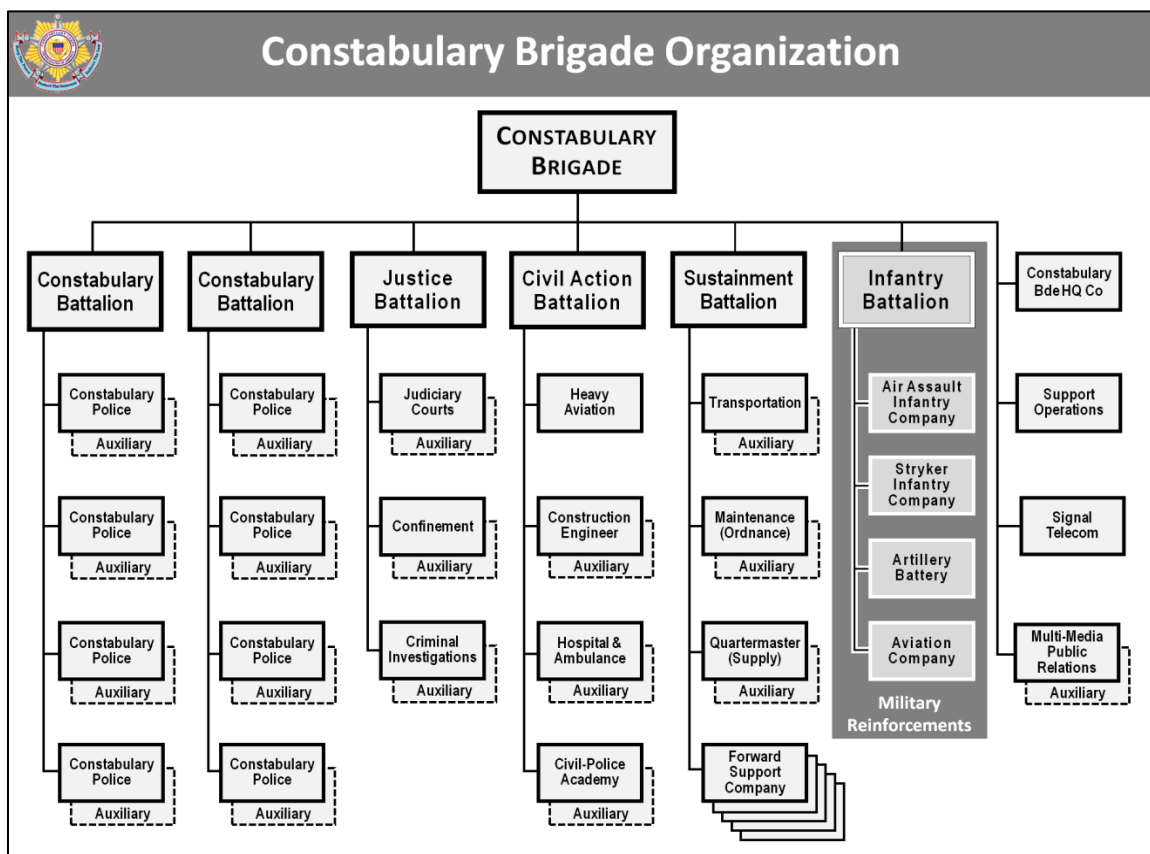 Constabulary Brigade Organization
CONSTABULARY
BRIGADE
Constabulary
Battalion
Constabulary
Police
Auxiliary
Constabulary
Police
Auxiliary
Constabulary
Police
Auxiliary
Constabulary
Police
Auxiliary
Constabulary
Battalion
Constabulary
Police
Auxiliary
Constabulary
Police
Auxiliary
Constabulary
Police
Auxiliary
Constabulary
Police
Auxiliary
Justice
Battalion
Judiciary
Courts
Auxiliary
Confinement
Auxiliary
Criminal
Investigations
Auxiliary
Civil Action
Battalion
Heavy
Aviation
Construction
Engineer
Auxiliary
Hospital &
Ambulance
Auxiliary
Civil-Police
Academy
Auxiliary
Sustainment
Battalion
Transportation
Auxiliary
Maintenance
(Ordnance)
Auxiliary
Quartermaster
(Supply)
Auxiliary
Forward
Support
Company
Infantry
Battalion
Air Assault
Infantry
Company
Stryker
Infantry
Company
Artillery
Battery
Aviation
Company
Military
Reinforcements
Constabulary
Bde HQ Co
Support
Operations
Signal
Telecom
Multi-Media
Public
Relations
Auxiliary